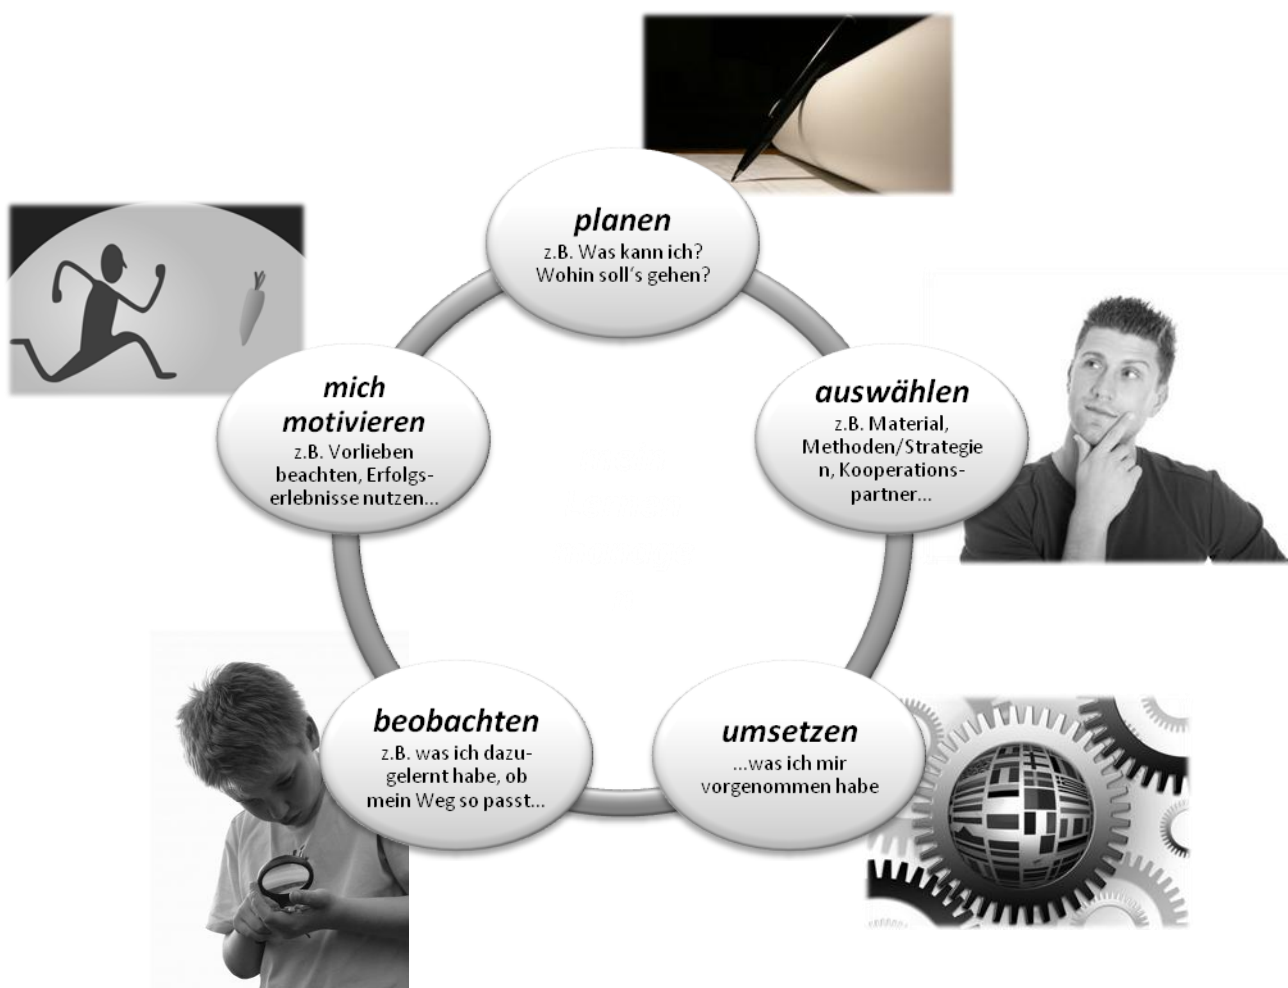 planen
z.B. Was kann ich?
Wohin soll's gehen?
auswählen
z.B. Material,
Methoden/Strategie
n, Kooperations-
partner...
umsetzen
...was ich mir
vorgenommen habe
beobachten
z.B. was ich dazu-
gelernt habe, ob
mein Weg so passt...
mich
motivieren
z.B. Vorlieben
beachten, Erfolgs-
erlebnisse nutzen...